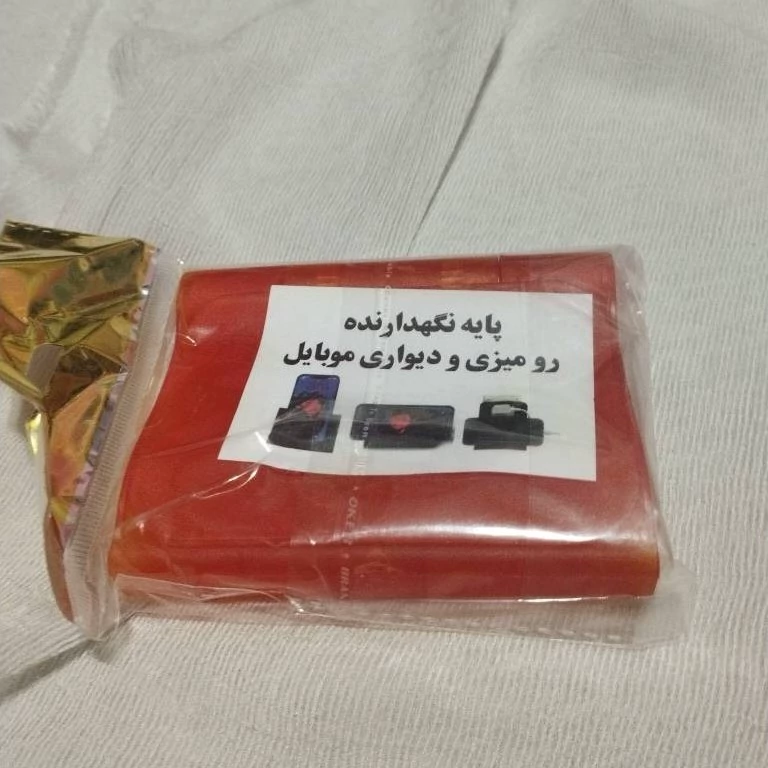 پایه نگهدارنده
رو میزی و دیواری موبایل